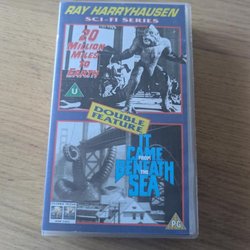 RAY HARRYHAUSEN
SCI-FI SERIES
20
MILLION
MILES
TO
EARTH
U
DOUBLE
FEATURE
IT
CAME
FROM
BENEATH
THE
SEA
PG